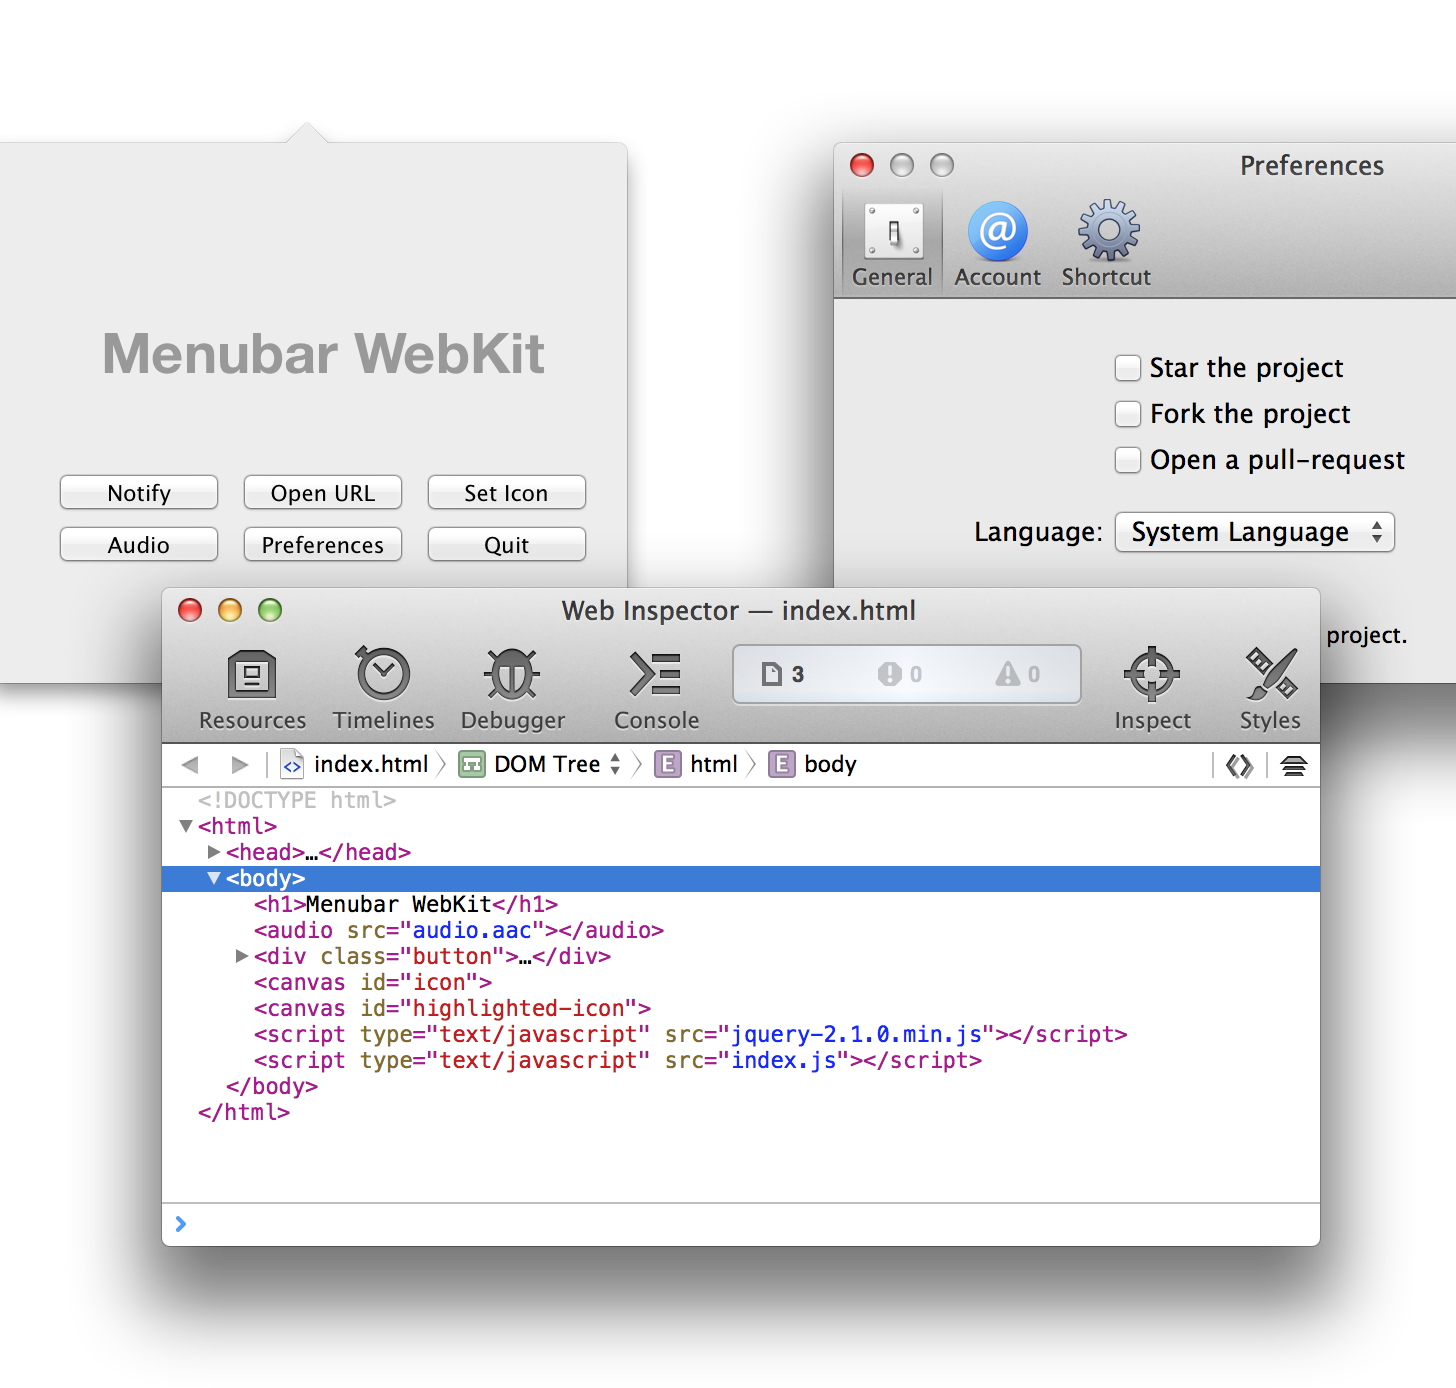 Menubar WebKit
Notify Open URL Set Icon
Audio Preferences Quit
Preferences
General Account Shortcut
Star the project
Fork the project
Open a pull-request
Language: System Language
project.
Web Inspector — index.html
3 0 0
Resources Timelines Debugger Console Inspect Styles
index.html DOM Tree E html E body
<!DOCTYPE html>
<html>
<head>…</head>
<body>
<h1>Menubar WebKit</h1>
<audio src="audio.aac"></audio>
<div class="button">…</div>
<canvas id="icon">
<canvas id="highlighted-icon">
<script type="text/javascript" src="jquery-2.1.0.min.js"></script>
<script type="text/javascript" src="index.js"></script>
</body>
</html>